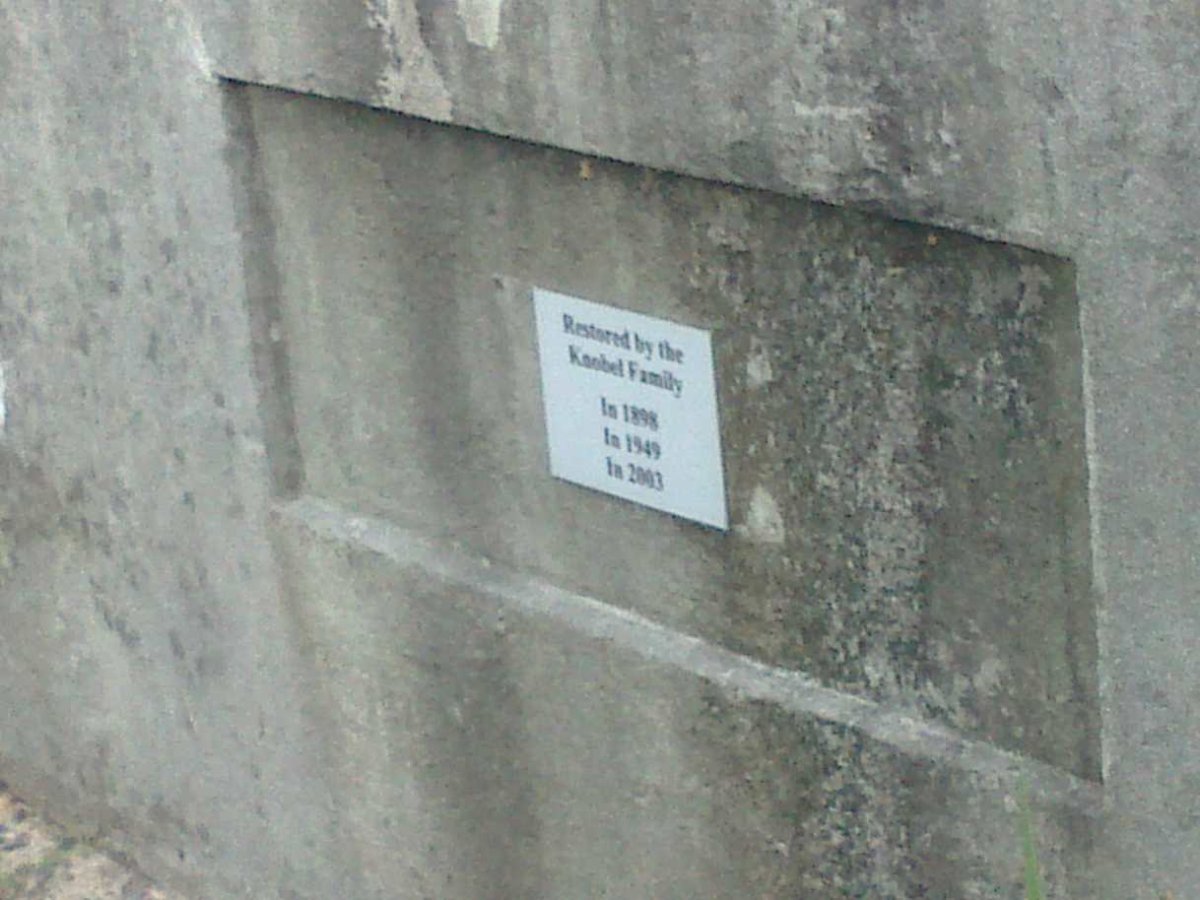 Restored by the
Knobel Family
In 1898
In 1949
In 2003